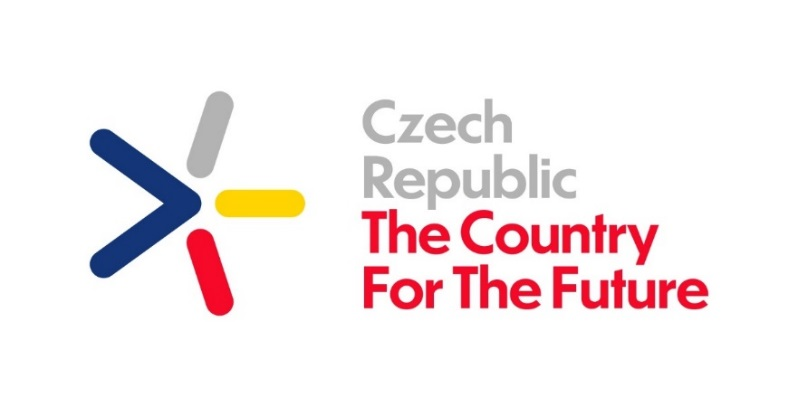 Czech
Republic
The Country
For The Future